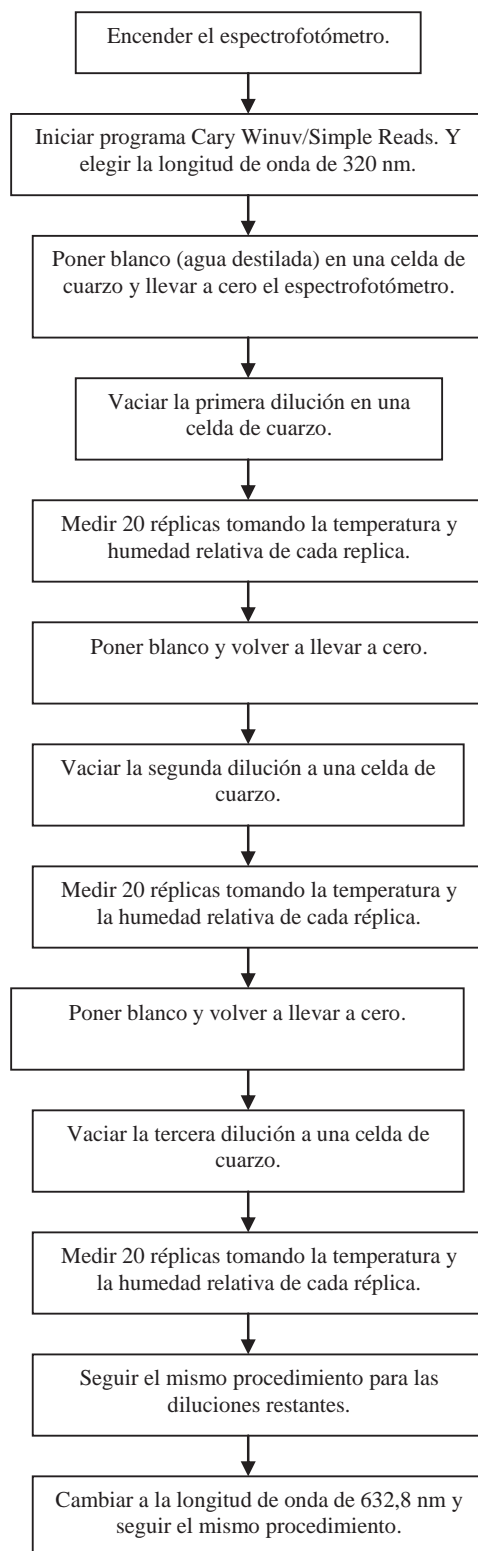 Encender el espectrofotómetro.
Iniciar programa Cary Winuv/Simple Reads. Y
elegir la longitud de onda de 320 nm.
Poner blanco (agua destilada) en una celda de
cuarzo y llevar a cero el espectrofotómetro.
Vaciar la primera dilución en una
celda de cuarzo.
Medir 20 réplicas tomando la temperatura y
humedad relativa de cada replica.
Poner blanco y volver a llevar a cero.
Vaciar la segunda dilución a una celda de
cuarzo.
Medir 20 réplicas tomando la temperatura y
la humedad relativa de cada réplica.
Poner blanco y volver a llevar a cero.
Vaciar la tercera dilución a una celda de
cuarzo.
Medir 20 réplicas tomando la temperatura y
la humedad relativa de cada réplica.
Seguir el mismo procedimiento para las
diluciones restantes.
Cambiar a la longitud de onda de 632,8 nm y
seguir el mismo procedimiento.